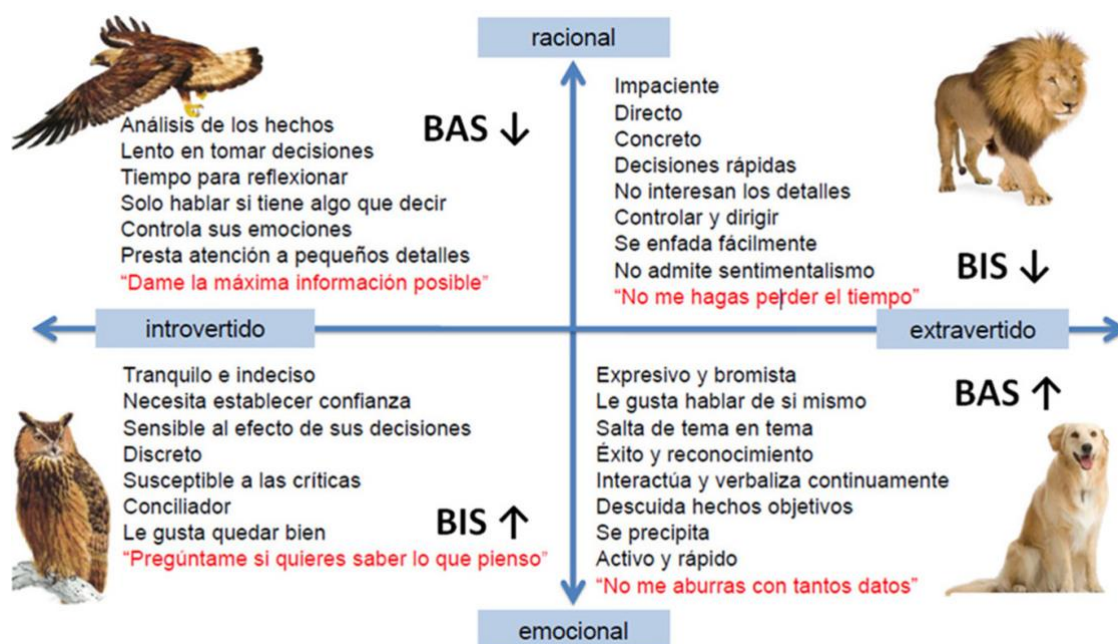 racional
Análisis de los hechos
Lento en tomar decisiones
Tiempo para reflexionar
Solo hablar si tiene algo que decir
Controla sus emociones
Presta atención a pequeños detalles
“Dame la máxima información posible”
BAS ↓
Impaciente
Directo
Concreto
Decisiones rápidas
No interesan los detalles
Controlar y dirigir
Se enfada fácilmente
No admite sentimentalismo
“No me hagas perder el tiempo”
BIS ↓
introvertido
extravertido
Tranquilo e indeciso
Necesita establecer confianza
Sensible al efecto de sus decisiones
Discreto
Susceptible a las críticas
Conciliador
Le gusta quedar bien
“Pregúntame si quieres saber lo que pienso”
BIS ↑
Expresivo y bromista
Le gusta hablar de si mismo
Salta de tema en tema
Éxito y reconocimiento
Interactúa y verbaliza continuamente
Descuida hechos objetivos
Se precipita
Activo y rápido
“No me aburras con tantos datos”
BAS ↑
emocional